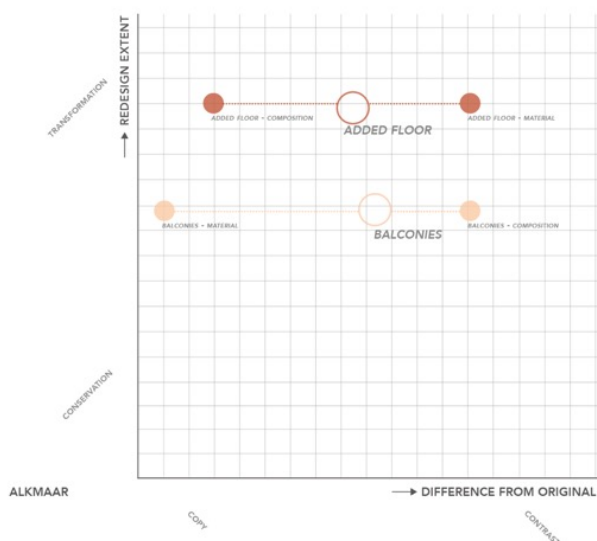 REDESIGN EXTENT
TRANSFORMATION
ADDED FLOOR - COMPOSITION
ADDED FLOOR
ADDED FLOOR - MATERIAL
BALCONIES - MATERIAL
BALCONIES
BALCONIES - COMPOSITION
CONSERVATION
ALKMAAR
DIFFERENCE FROM ORIGINAL
COPY
CONTRAST